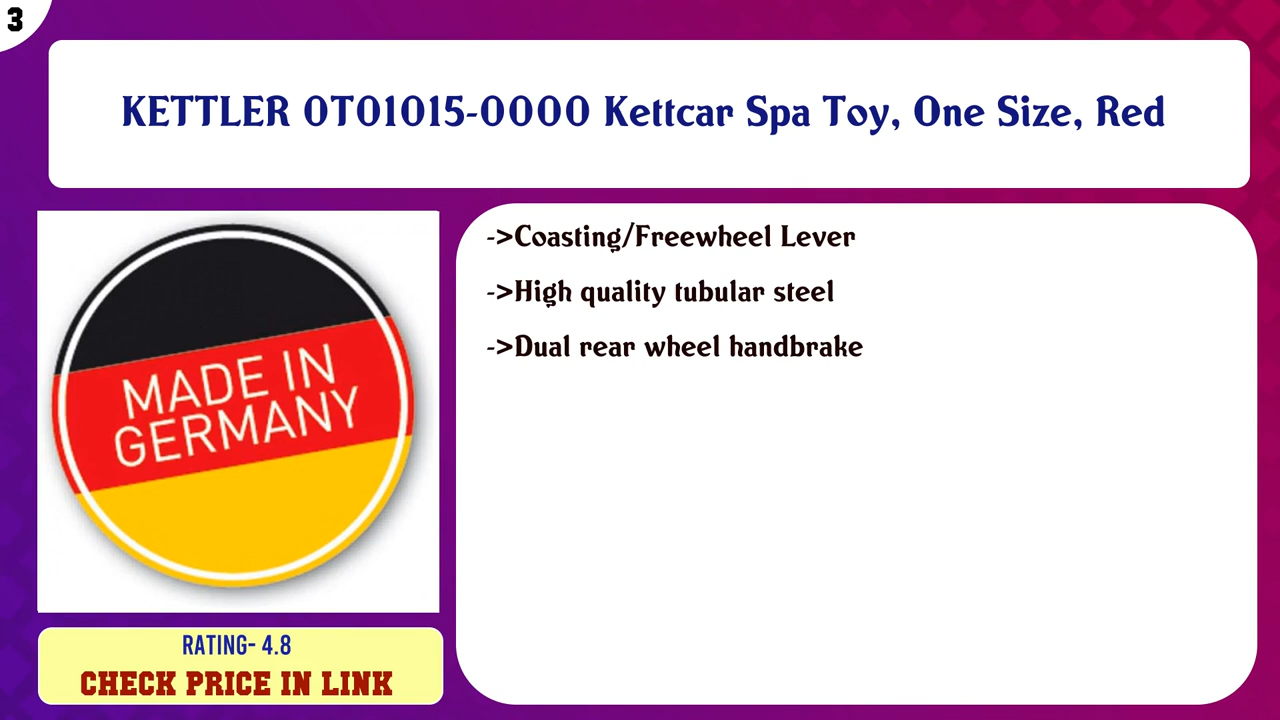 3
KETTLER 0T01015-0000 Kettcar Spa Toy, One Size, Red
->Coasting/Freewheel Lever
->High quality tubular steel
->Dual rear wheel handbrake
MADE IN
GERMANY
RATING- 4.8
CHECK PRICE IN LINK